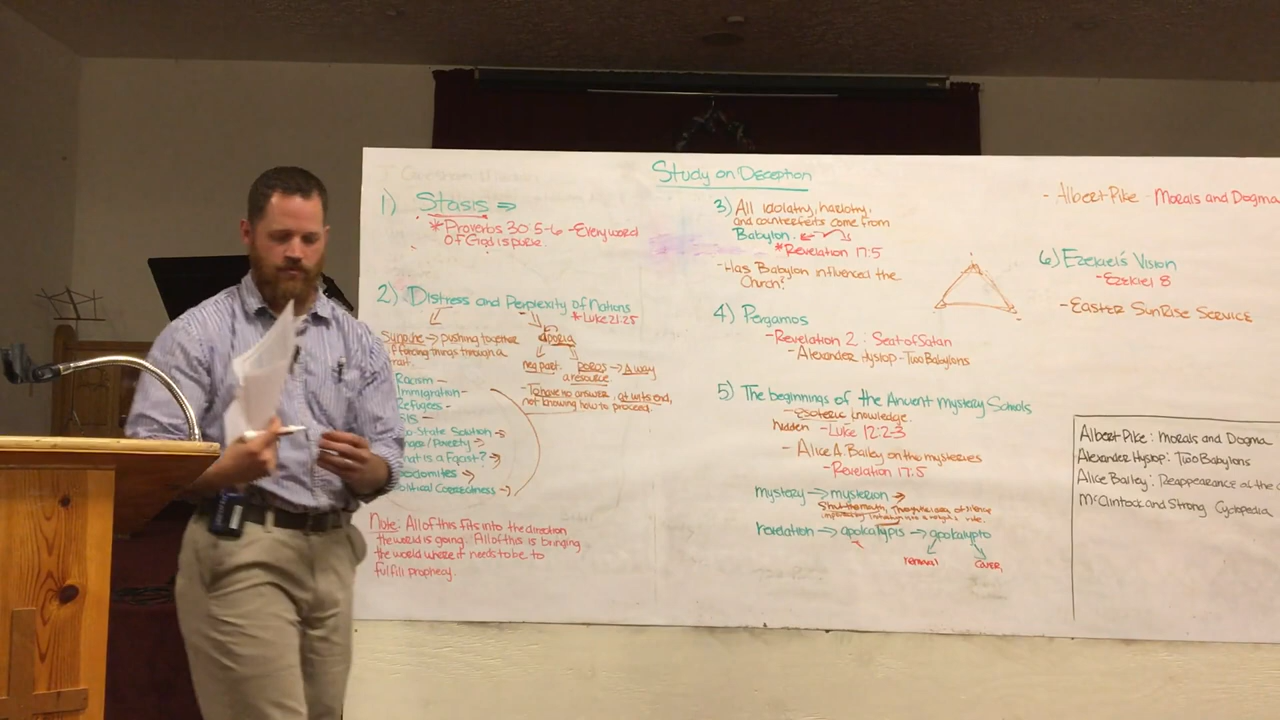 Study on Deception
1) Stasis ⇒
*Proverbs 30:5-6 - Every word
of God is pure.
2) Distress and Perplexity of Nations
*Luke 21:25
→ pushing together
forcing things through a
aporia
neg part. poros → A way
a resource.
- To have no answer, at wits end,
not knowing how to proceed.
Racism -
Immigration -
Refugees -
-State Solution →
/Poverty →
What is a Facist? →
→
Political Correctness →
Note: All of this fits into the direction
the world is going. All of this is bringing
the world where it needs to be to
fulfill prophecy.
3) All idolatry, harlotry,
and counterfeits come from
Babylon.
*Revelation 17:5
- Has Babylon influenced the
Church?
4) Pergamos
- Revelation 2: Seat of Satan
- Alexander Hyslop - Two Babylons
5) The beginnings of the Ancient Mystery Schools
- esoteric knowledge.
hidden - Luke 12:2-3
- Alice A. Bailey on the mysteries
- Revelation 17:5
mystery → mysterion →
Shut the mouth, the idea of silence
revelation → apokalypis → apokalypto
removal cover
- Albert Pike - Morals and Dogma
6) Ezekiel's Vision
- Ezekiel 8
- Easter SunRise Service
Albert Pike: Morals and Dogma
Alexander Hyslop: Two Babylons
Alice Bailey: Reappearance of the
McClintock and Strong Cyclopedia